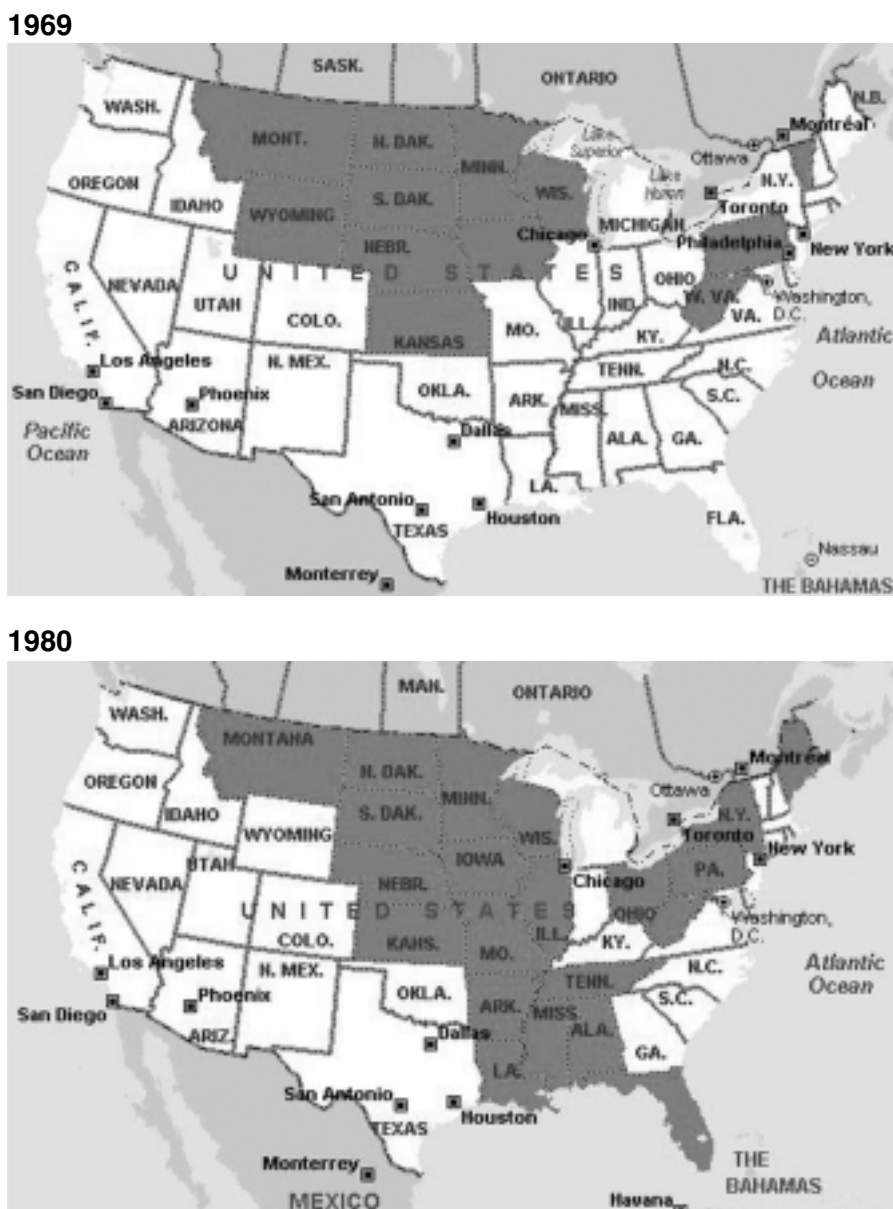 1969
SASK.
ONTARIO
WASH.
N.B.
MONT.
N. DAK.
Montréal
Lake
Superior
Ottawa
MINN.
OREGON
IDAHO
WYOMING
S. DAK.
WIS.
Lake
Huron
N.Y.
Toronto
MICHIGAN
Chicago
Philadelphia
New York
NEBR.
UNITED STATES
NEVADA
UTAH
COLO.
OHIO
IND.
ILL.
W. VA.
VA.
Washington,
D.C.
CALIF.
KANSAS
MO.
KY.
Atlantic
Ocean
Los Angeles
N. MEX.
TENN.
N.C.
San Diego
Phoenix
OKLA.
ARK.
S.C.
ARIZONA
MISS.
ALA.
GA.
Pacific
Ocean
Dallas
LA.
San Antonio
Houston
TEXAS
FLA.
Nassau
Monterrey
THE BAHAMAS
1980
MAN.
ONTARIO
WASH.
MONTAHA
Montréal
OREGON
N. DAK.
Ottawa
IDAHO
MINN.
S. DAK.
N.Y.
WYOMING
WIS.
Toronto
UTAH
IOWA
New York
NEVADA
NEBR.
Chicago
PA.
UNITED STATES
OHIO
Washington,
D.C.
CALIF.
COLO.
KAHS.
MO.
ILL.
KY.
Los Angeles
N. MEX.
TENN.
N.C.
Atlantic
Ocean
San Diego
Phoenix
OKLA.
ARK.
MISS
ALA.
S.C.
ARIZ.
Dallas
GA.
LA.
San Antonio
Houston
TEXAS
THE
BAHAMAS
Monterrey
MEXICO
Havana